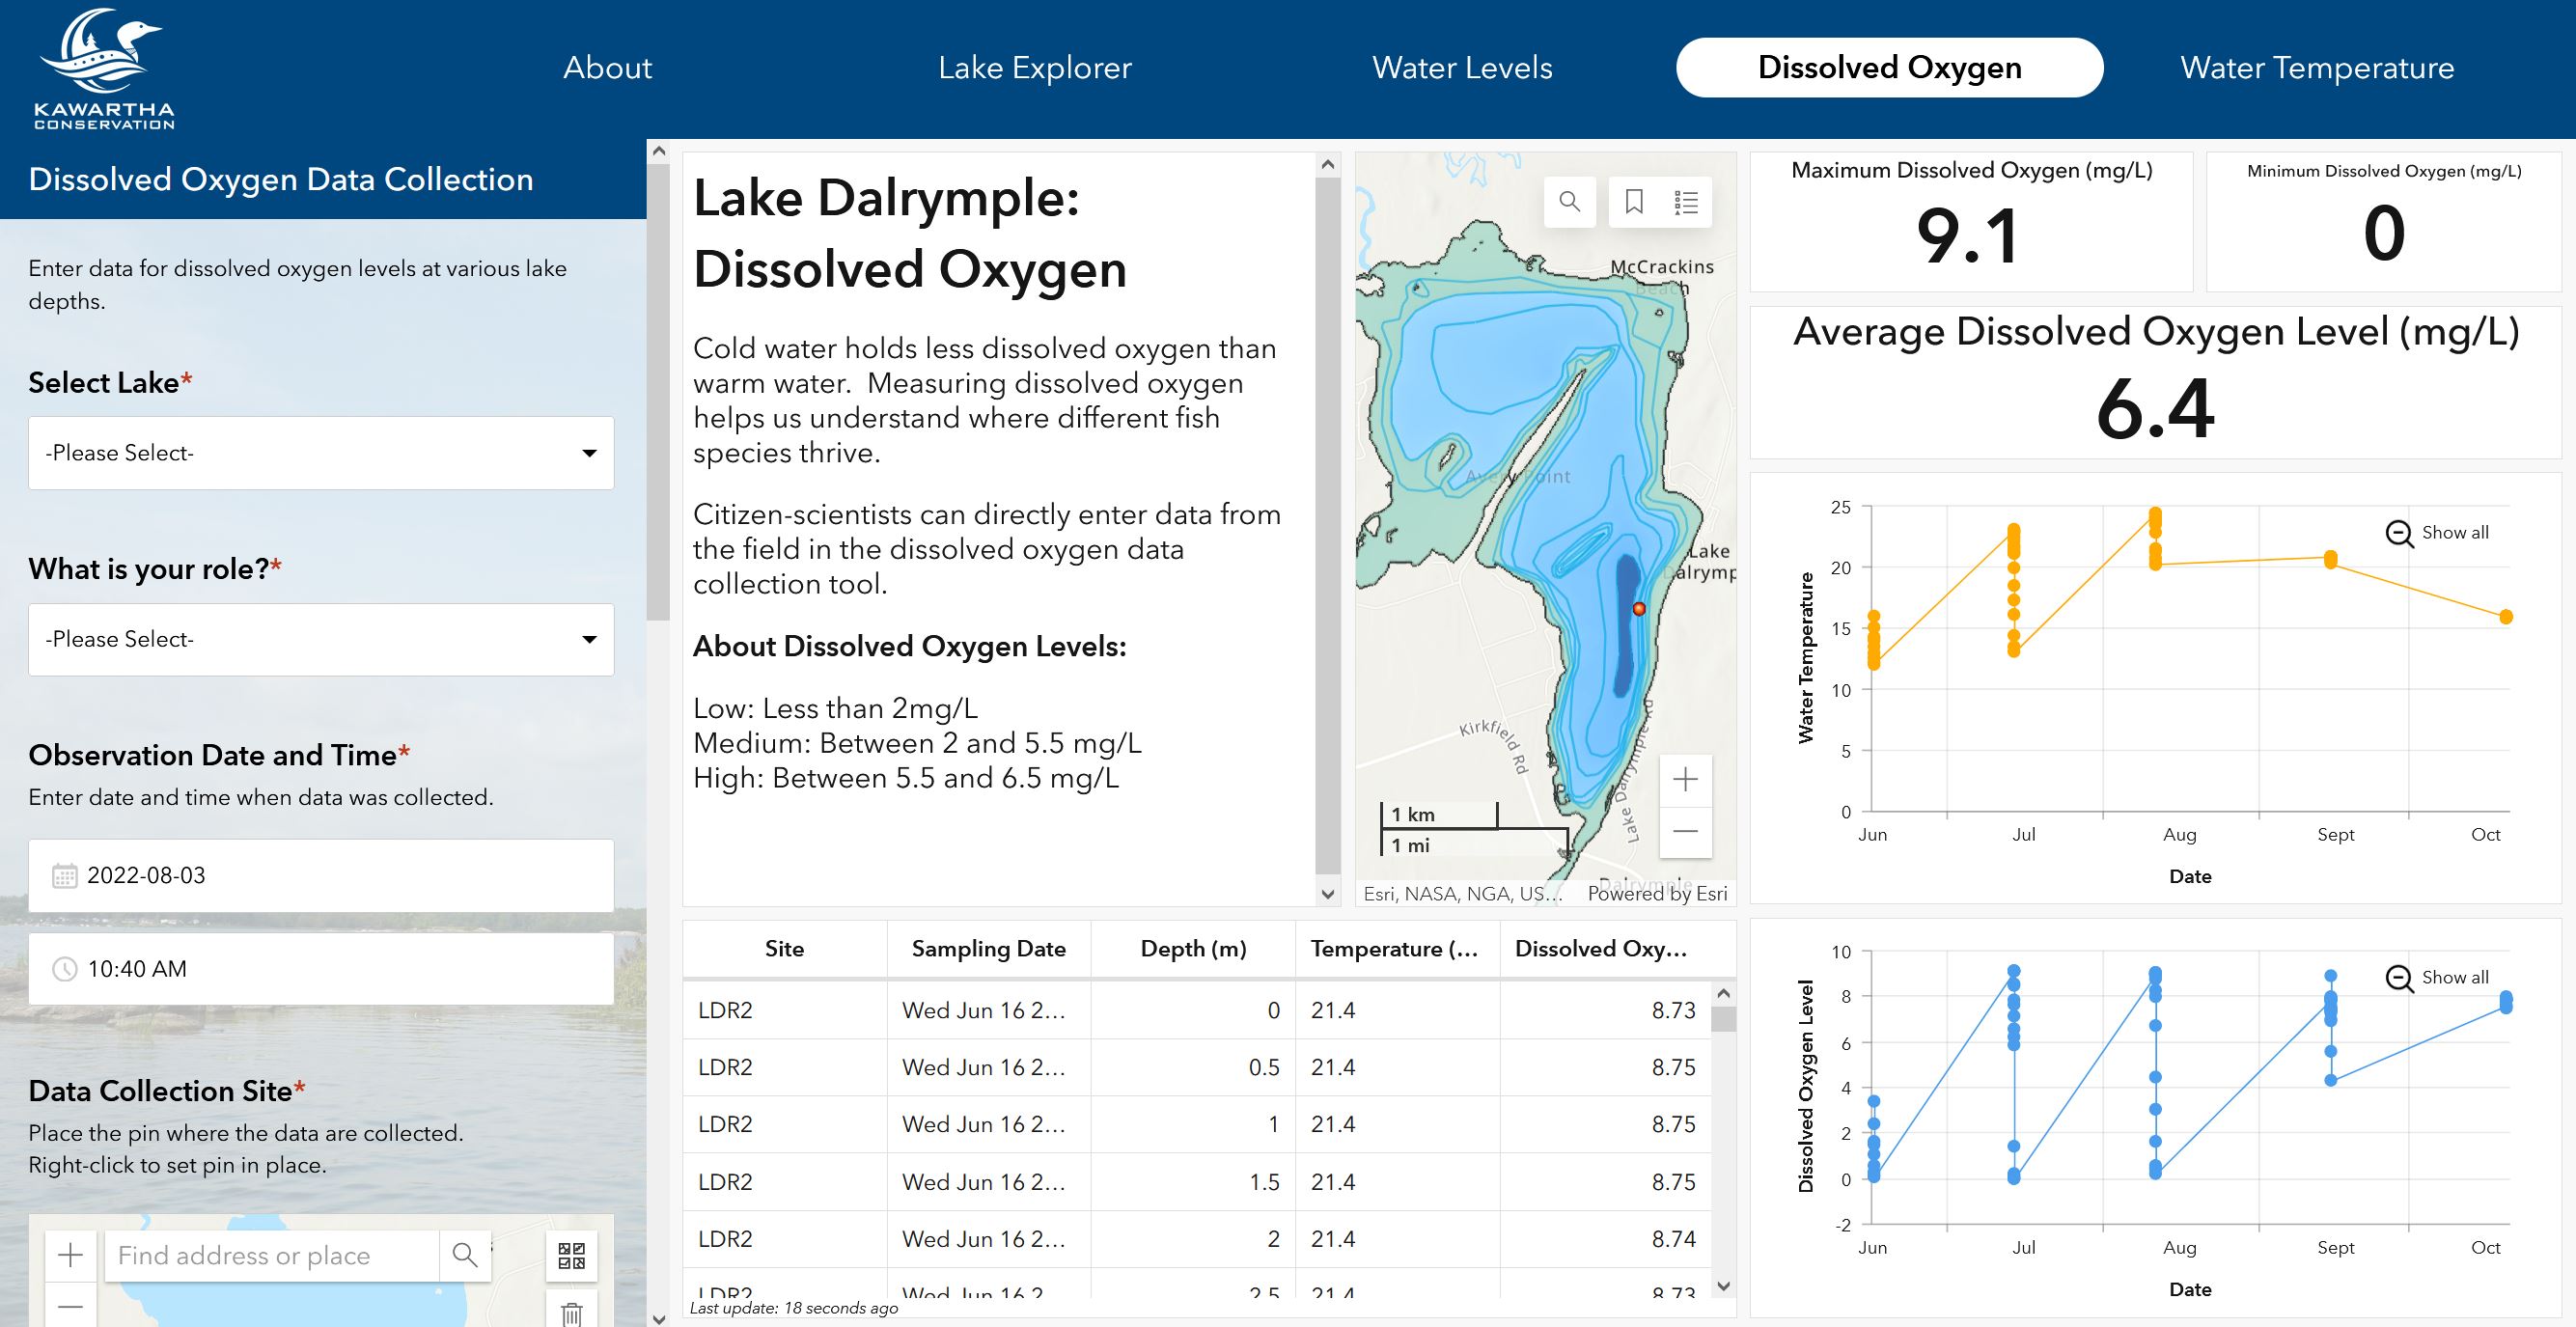 KAWARTHA
CONSERVATION
About
Lake Explorer
Water Levels
Dissolved Oxygen
Water Temperature
Dissolved Oxygen Data Collection
Enter data for dissolved oxygen levels at various lake
depths.
Select Lake*
-Please Select-
What is your role?*
-Please Select-
Observation Date and Time*
Enter date and time when data was collected.
2022-08-03
10:40 AM
Data Collection Site*
Place the pin where the data are collected.
Right-click to set pin in place.
Find address or place
Lake Dalrymple:
Dissolved Oxygen
Cold water holds less dissolved oxygen than
warm water. Measuring dissolved oxygen
helps us understand where different fish
species thrive.
Citizen-scientists can directly enter data from
the field in the dissolved oxygen data
collection tool.
About Dissolved Oxygen Levels:
Low: Less than 2mg/L
Medium: Between 2 and 5.5 mg/L
High: Between 5.5 and 6.5 mg/L
McCrackins
Beach
Avery Point
Lake
Dalrymp
Kirkfield Rd
Lake Dalrymple Rd
Dalrymple
1 km
1 mi
Esri, NASA, NGA, US... Powered by Esri
Site Sampling Date Depth (m) Temperature (... Dissolved Oxy...
LDR2 Wed Jun 16 2... 0 21.4 8.73
LDR2 Wed Jun 16 2... 0.5 21.4 8.75
LDR2 Wed Jun 16 2... 1 21.4 8.75
LDR2 Wed Jun 16 2... 1.5 21.4 8.75
LDR2 Wed Jun 16 2... 2 21.4 8.74
LDR2 Wed Jun 16 2 2.5 21.4 8.73
Last update: 18 seconds ago
Maximum Dissolved Oxygen (mg/L)
9.1
Minimum Dissolved Oxygen (mg/L)
0
Average Dissolved Oxygen Level (mg/L)
6.4
Water Temperature
25
20
15
10
5
0
Show all
Jun Jul Aug Sept Oct
Date
Dissolved Oxygen Level
10
8
6
4
2
0
-2
Show all
Jun Jul Aug Sept Oct
Date